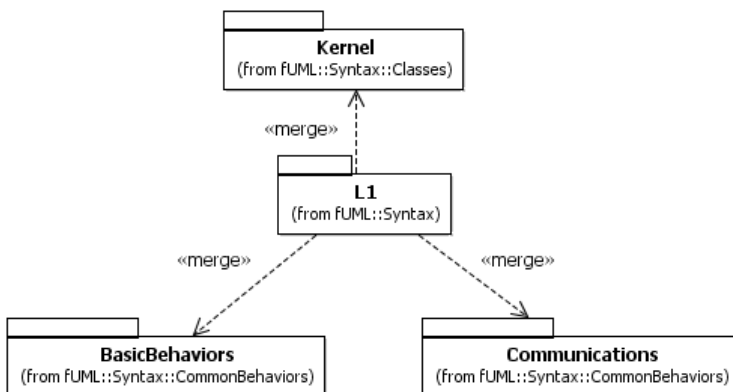 Kernel
(from fUML::Syntax::Classes)
«merge»
L1
(from fUML::Syntax)
«merge»
«merge»
BasicBehaviors
(from fUML::Syntax::CommonBehaviors)
Communications
(from fUML::Syntax::CommonBehaviors)